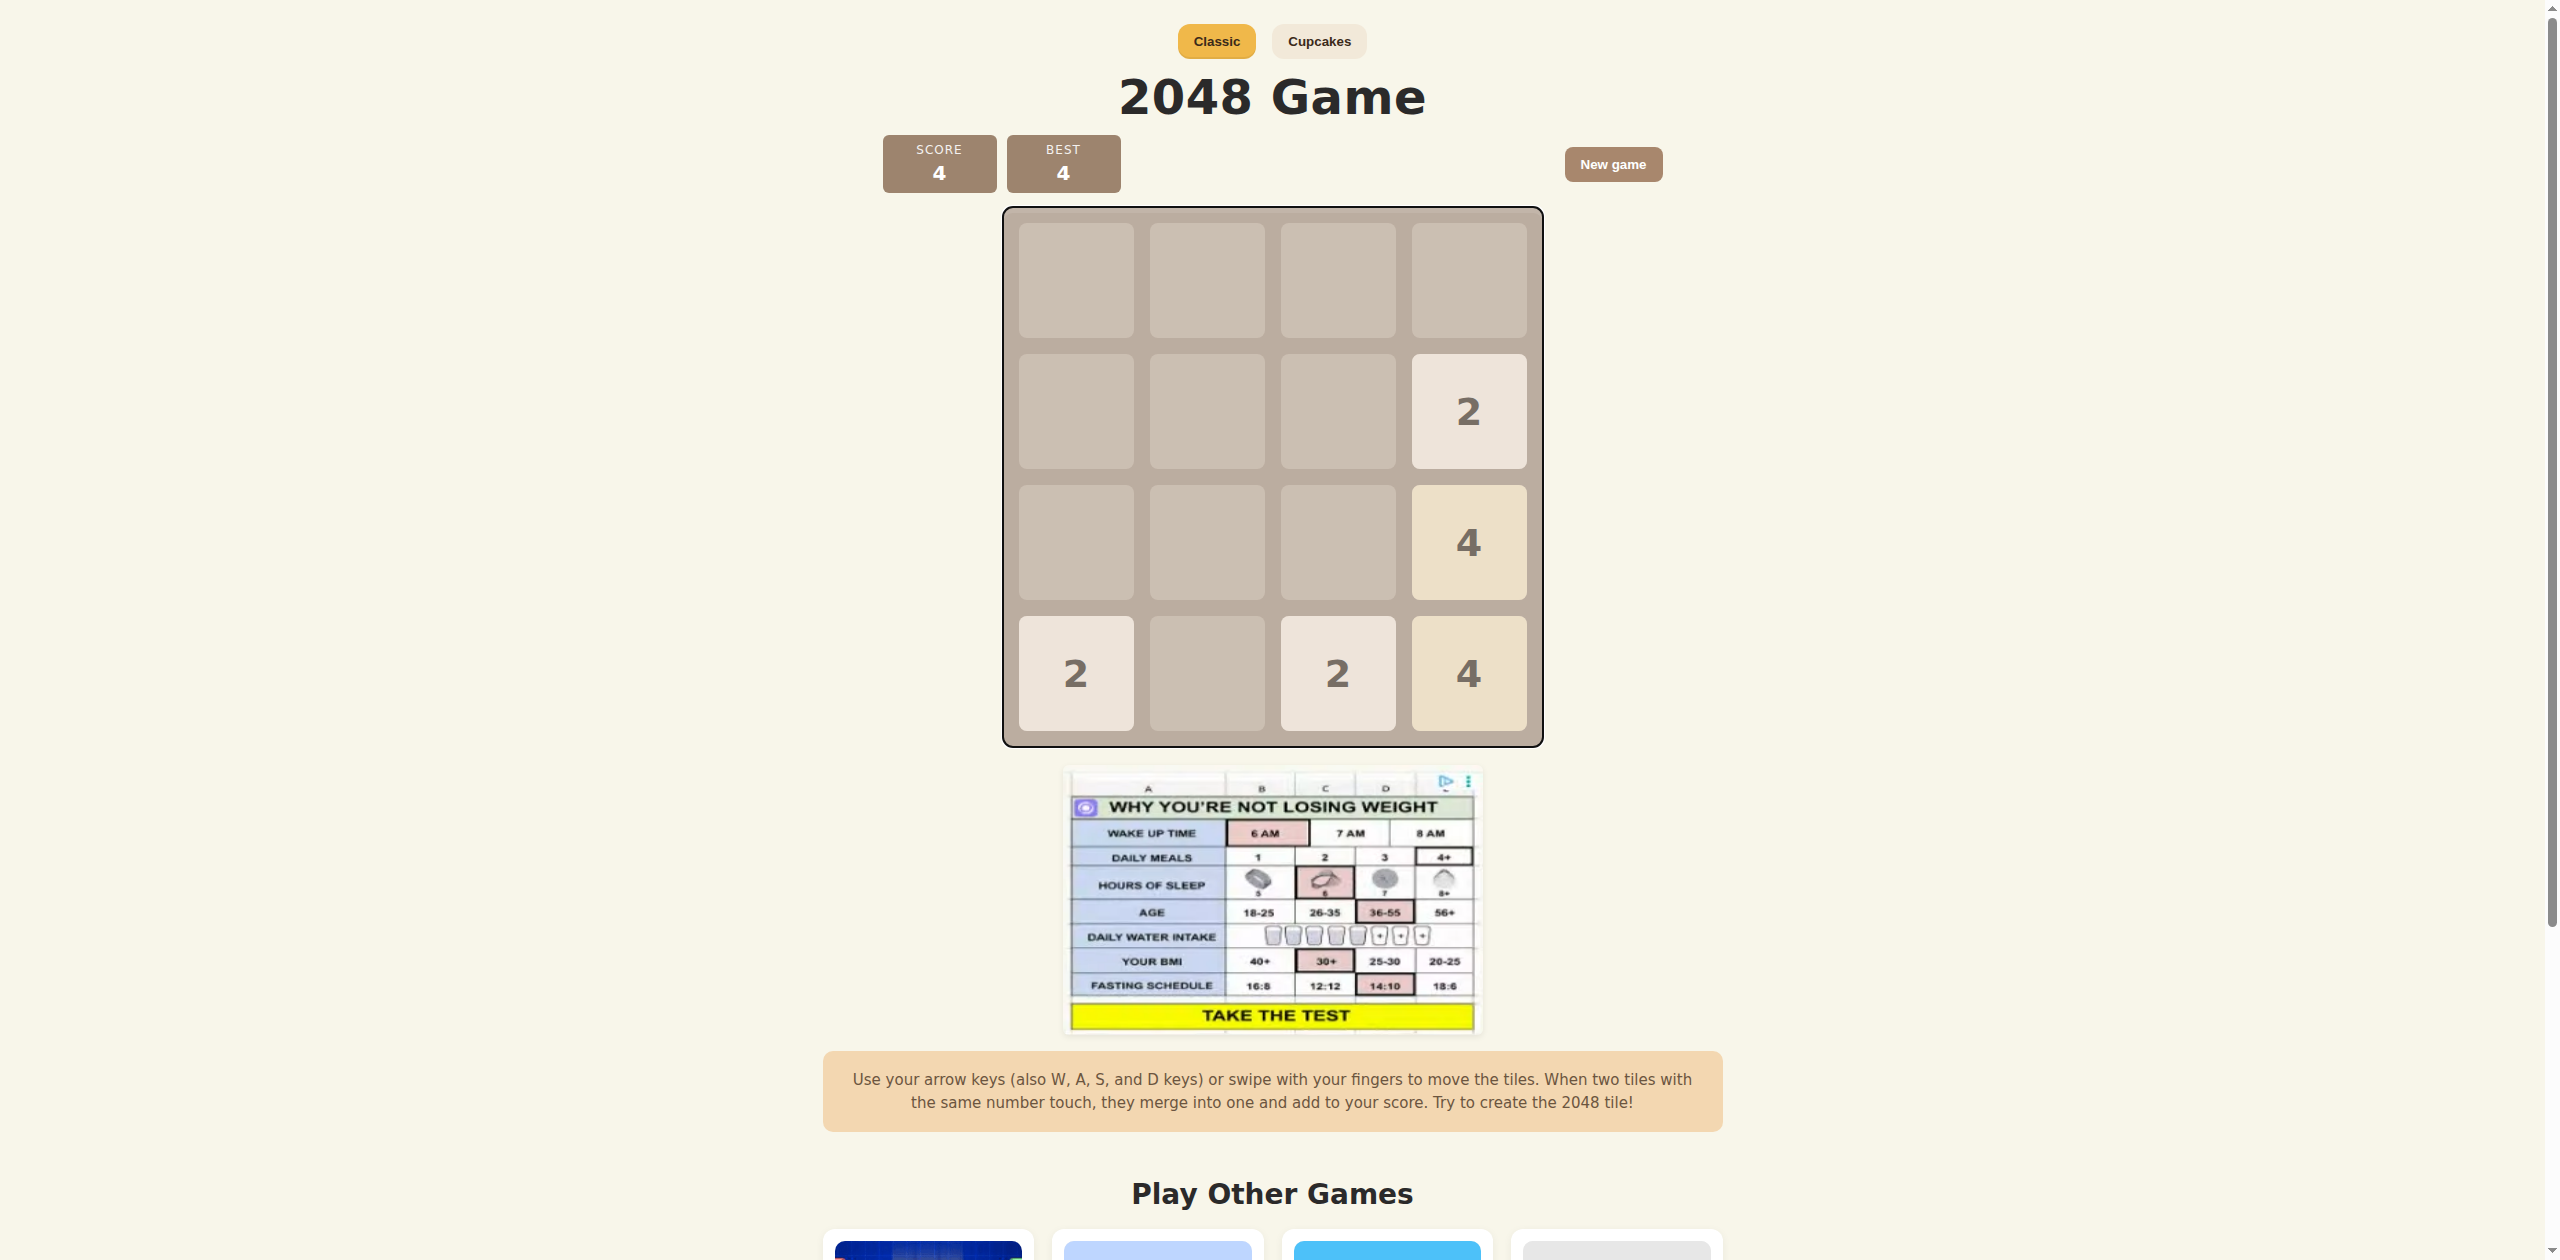 Classic Cupcakes
2048 Game
SCORE BEST
4 4
New game
2
4
2 2 4
A B C D
WHY YOU'RE NOT LOSING WEIGHT
WAKE UP TIME 6 AM 7 AM 8 AM
DAILY MEALS 1 2 3 4+
HOURS OF SLEEP 5 6 7 8+
AGE 18-25 26-35 36-55 56+
DAILY WATER INTAKE + + +
YOUR BMI 40+ 30+ 25-30 20-25
FASTING SCHEDULE 16:8 12:12 14:10 18:6
TAKE THE TEST
Use your arrow keys (also W, A, S, and D keys) or swipe with your fingers to move the tiles. When two tiles with
the same number touch, they merge into one and add to your score. Try to create the 2048 tile!
Play Other Games